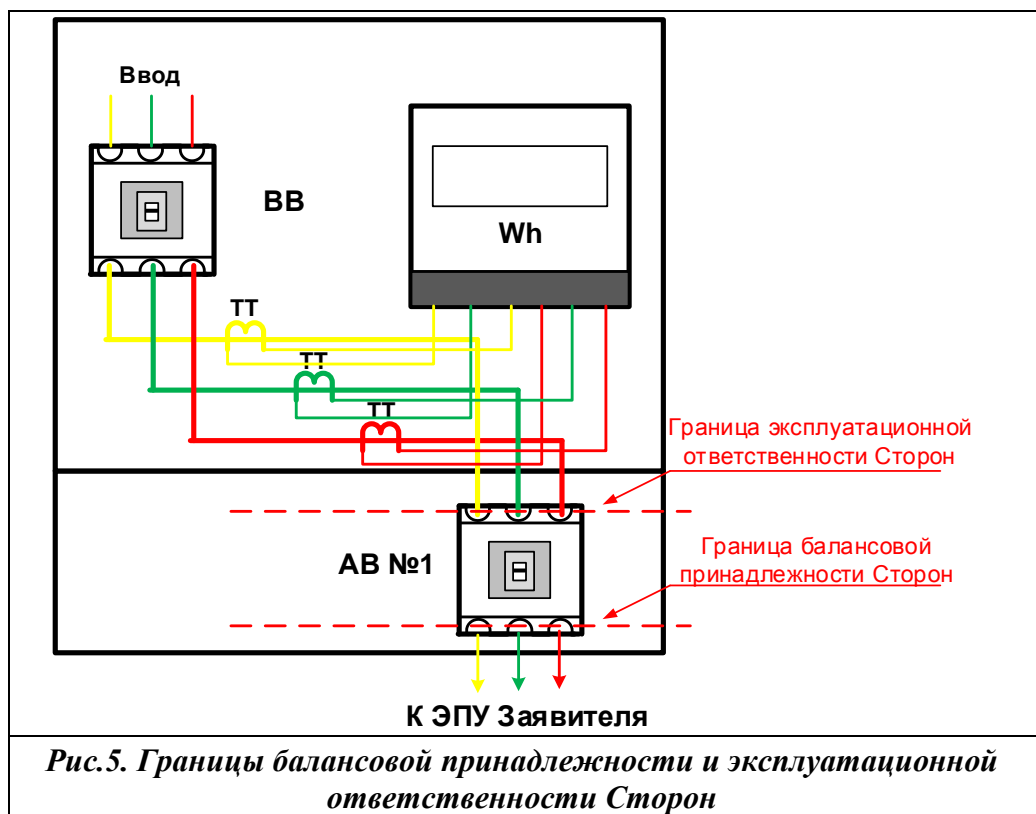 Ввод
ВВ
Wh
ТТ
ТТ
ТТ
Граница эксплуатационной
ответственности Сторон
АВ №1
Граница балансовой
принадлежности Сторон
К ЭПУ Заявителя
Рис.5. Границы балансовой принадлежности и эксплуатационной
ответственности Сторон